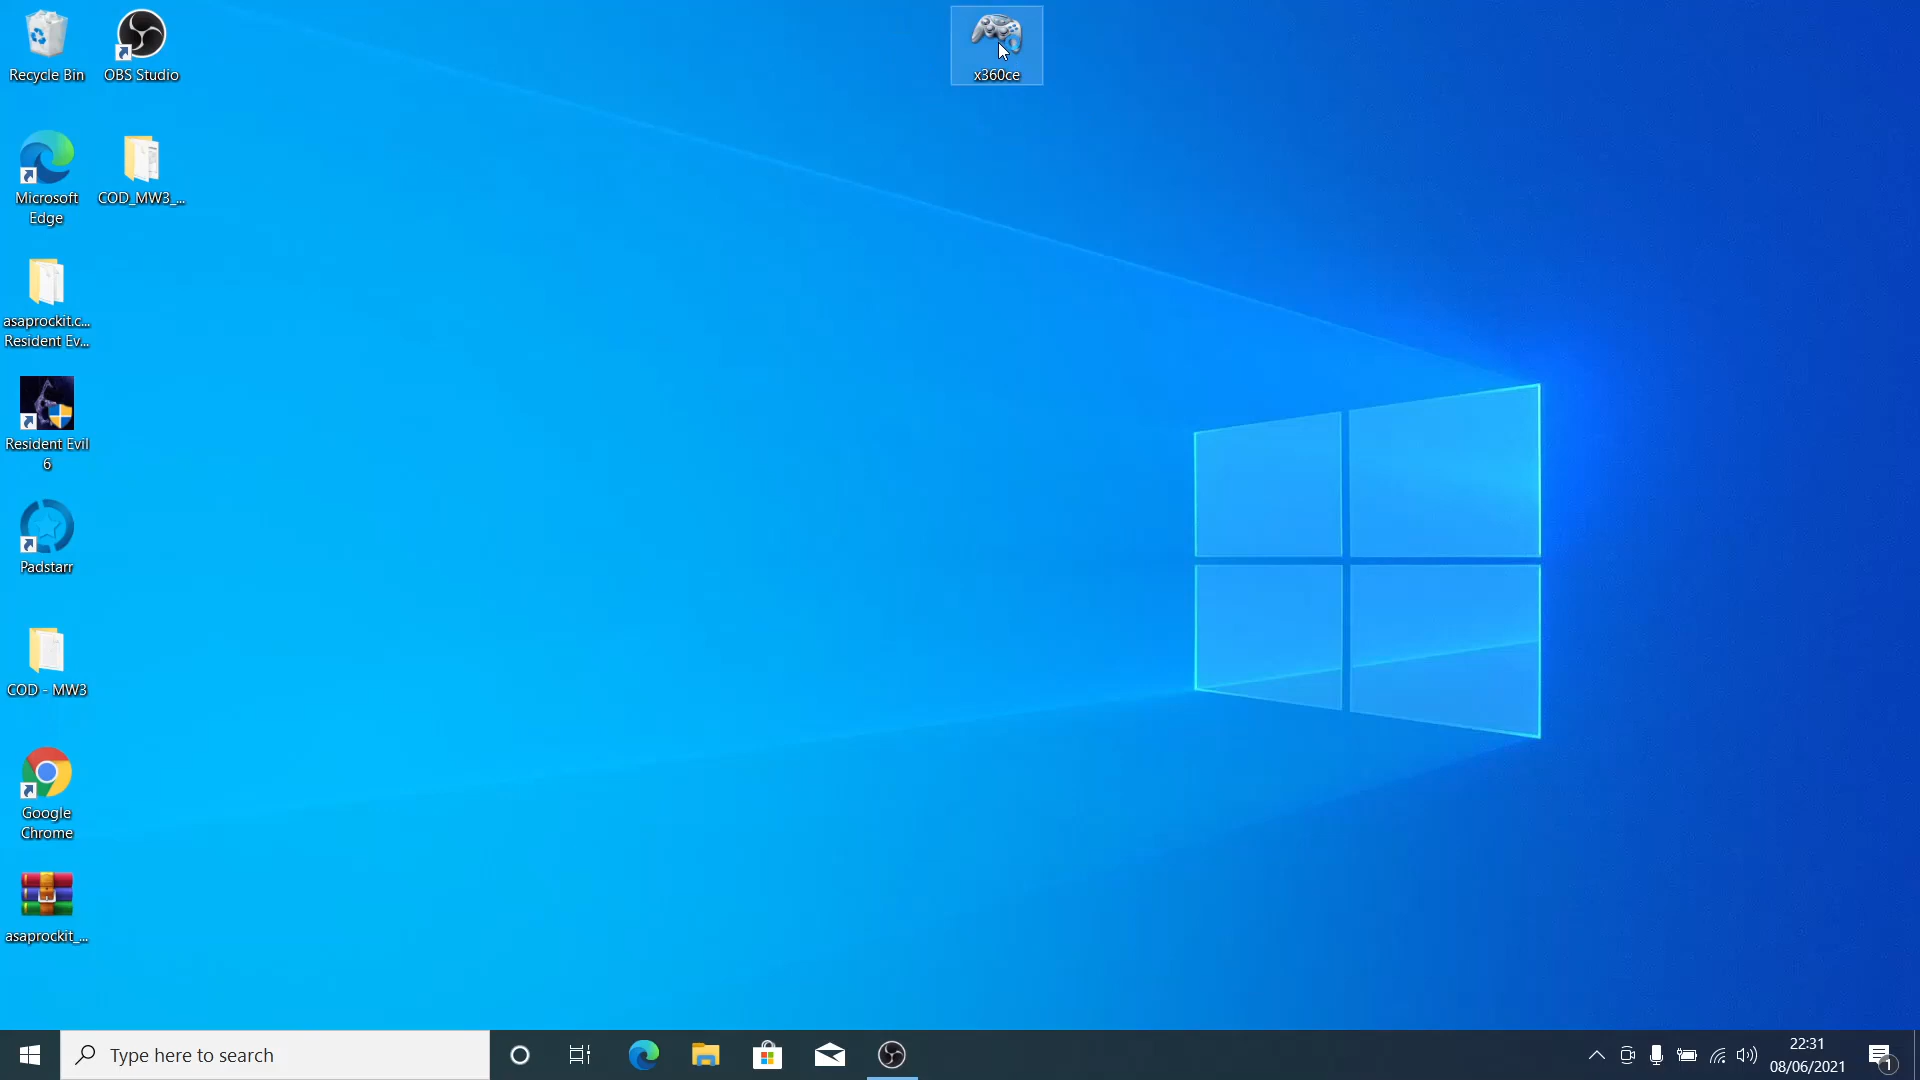 Recycle Bin
OBS Studio
x360ce
Microsoft
Edge
COD_MW3_...
asaprockit.c...
Resident Ev...
Resident Evil
6
Padstarr
COD - MW3
Google
Chrome
asaprockit_...
Type here to search
22:31
08/06/2021
1